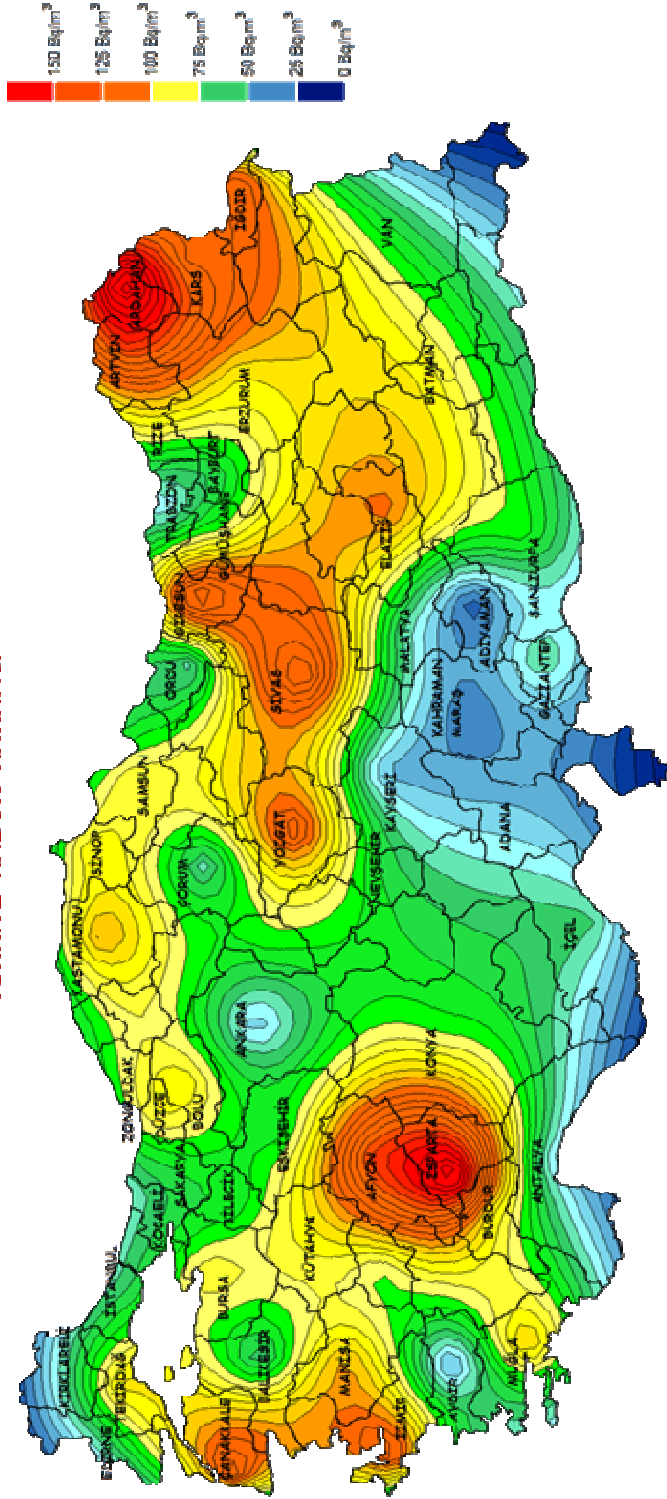 150 Bq/m³
125 Bq/m³
100 Bq/m³
75 Bq/m³
50 Bq/m³
25 Bq/m³
0 Bq/m³
KIRKLARELİ
EDİRNE
TEKİRDAĞ
İSTANBUL
KOCAELİ
SAKARYA
ZONGULDAK
DÜZCE
BOLU
KASTAMONU
SİNOP
SAMSUN
ORDU
GİRESUN
TRABZON
RİZE
ARTVİN
ARDAHAN
KARS
IĞDIR
ÇANAKKALE
BALIKESİR
BURSA
BİLECİK
ESKİŞEHİR
ANKARA
ÇORUM
YOZGAT
SİVAS
GÜMÜŞHANE
BAYBURT
ERZURUM
MANİSA
İZMİR
KÜTAHYA
AFYON
KONYA
NEVŞEHİR
KAYSERİ
MALATYA
ELAZIĞ
BATMAN
VAN
AYDIN
MUĞLA
BURDUR
ISPARTA
ANTALYA
İÇEL
ADANA
KAHRAMAN
MARAŞ
ADIYAMAN
GAZİANTEP
ŞANLIURFA